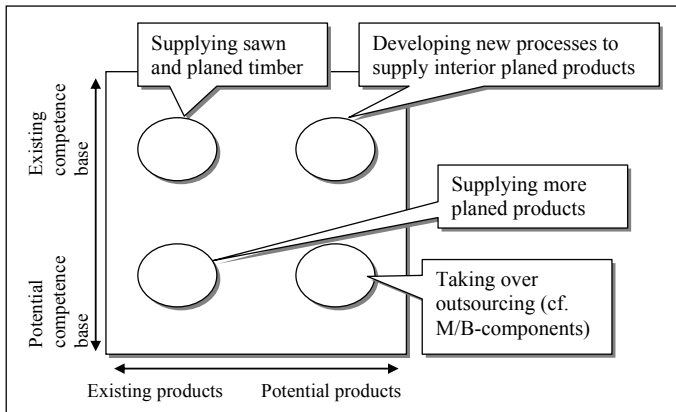 Supplying sawn
and planed timber
Developing new processes to
supply interior planed products
Existing
competence
base
Supplying more
planed products
Potential
competence
base
Taking over
outsourcing (cf.
M/B-components)
Existing products
Potential products